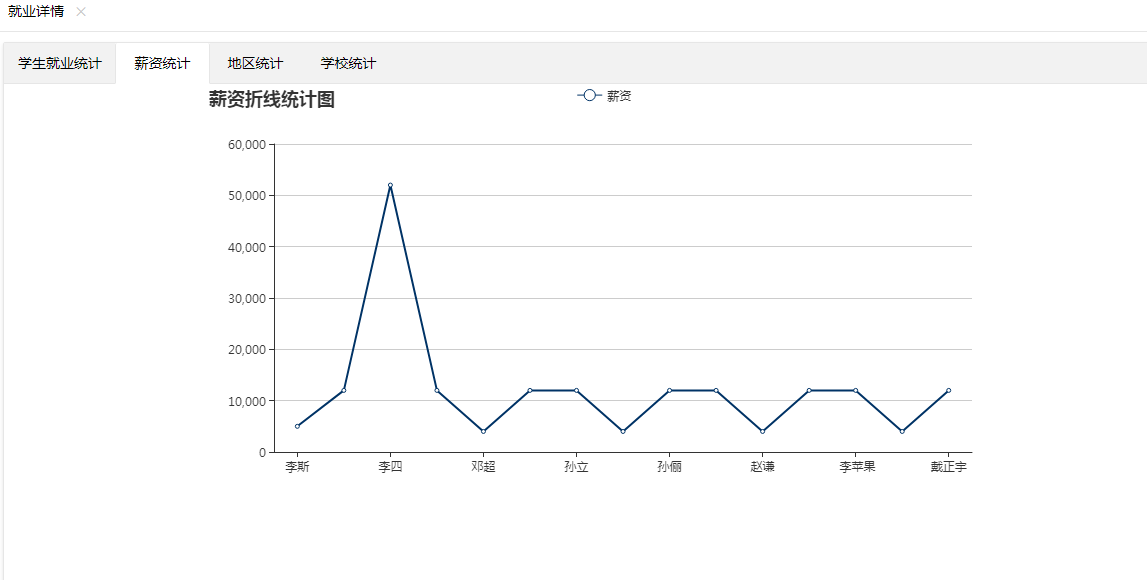 就业详情
学生就业统计 薪资统计 地区统计 学校统计
薪资折线统计图
薪资
60,000
50,000
40,000
30,000
20,000
10,000
0
李斯 李四 邓超 孙立 孙俪 赵谦 李苹果 戴正宇